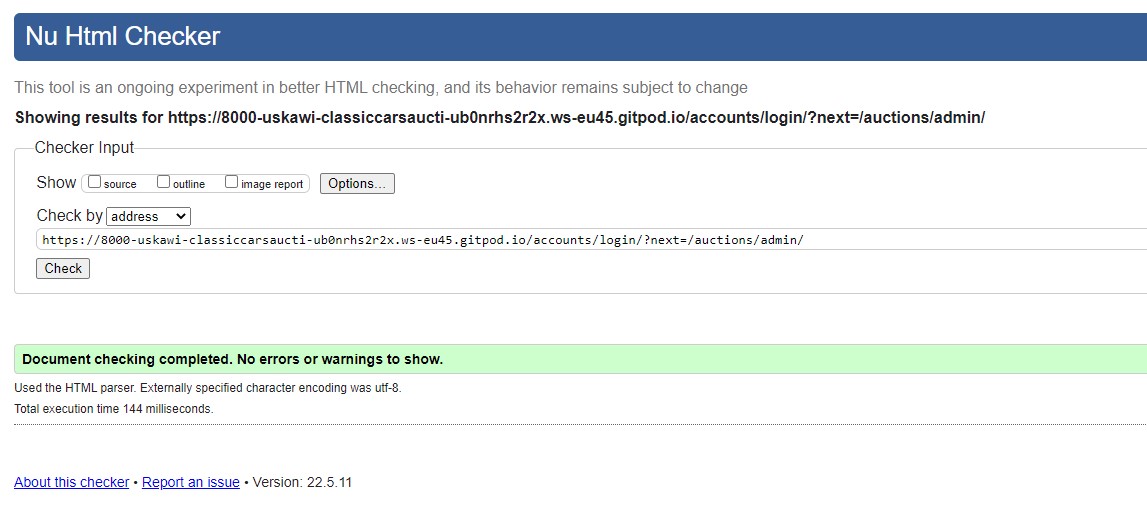 Nu Html Checker
This tool is an ongoing experiment in better HTML checking, and its behavior remains subject to change
Showing results for https://8000-uskawi-classiccarsaucti-ub0nrhs2r2x.ws-eu45.gitpod.io/accounts/login/?next=/auctions/admin/
Checker Input
Show source outline image report Options...
Check by address
https://8000-uskawi-classiccarsaucti-ub0nrhs2r2x.ws-eu45.gitpod.io/accounts/login/?next=/auctions/admin/
Check
Document checking completed. No errors or warnings to show.
Used the HTML parser. Externally specified character encoding was utf-8.
Total execution time 144 milliseconds.
About this checker • Report an issue • Version: 22.5.11